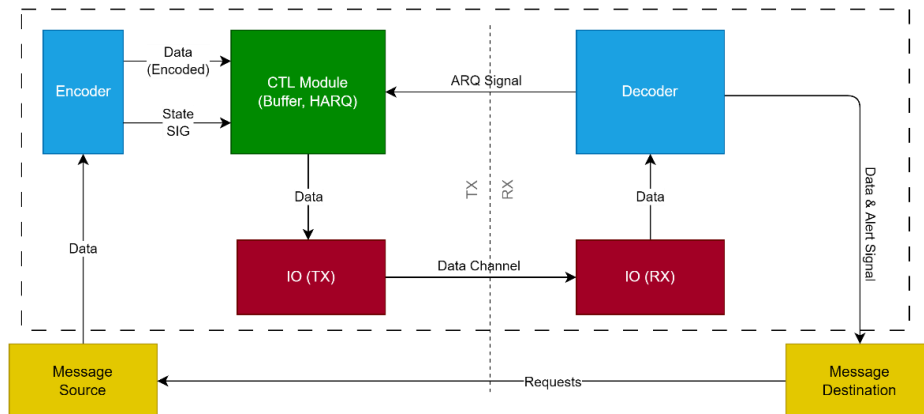 Data
(Encoded)
Encoder
CTL Module
(Buffer, HARQ)
ARQ Signal
Decoder
State
SIG
TX
RX
Data
Data
Data & Alert Signal
Data
IO (TX)
Data Channel
IO (RX)
Message
Source
Requests
Message
Destination